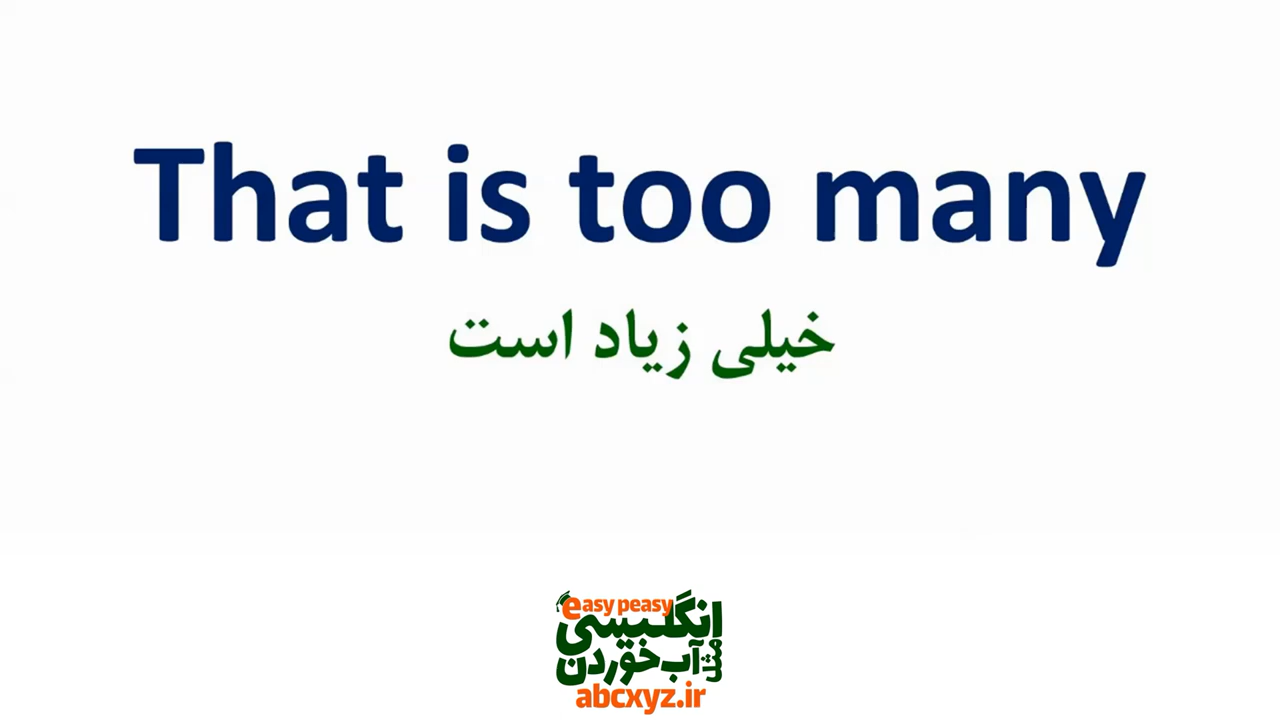 That is too many
خیلی زیاد است
easy peasy
انگلیسی
مثل آب خوردن
abcxyz.ir